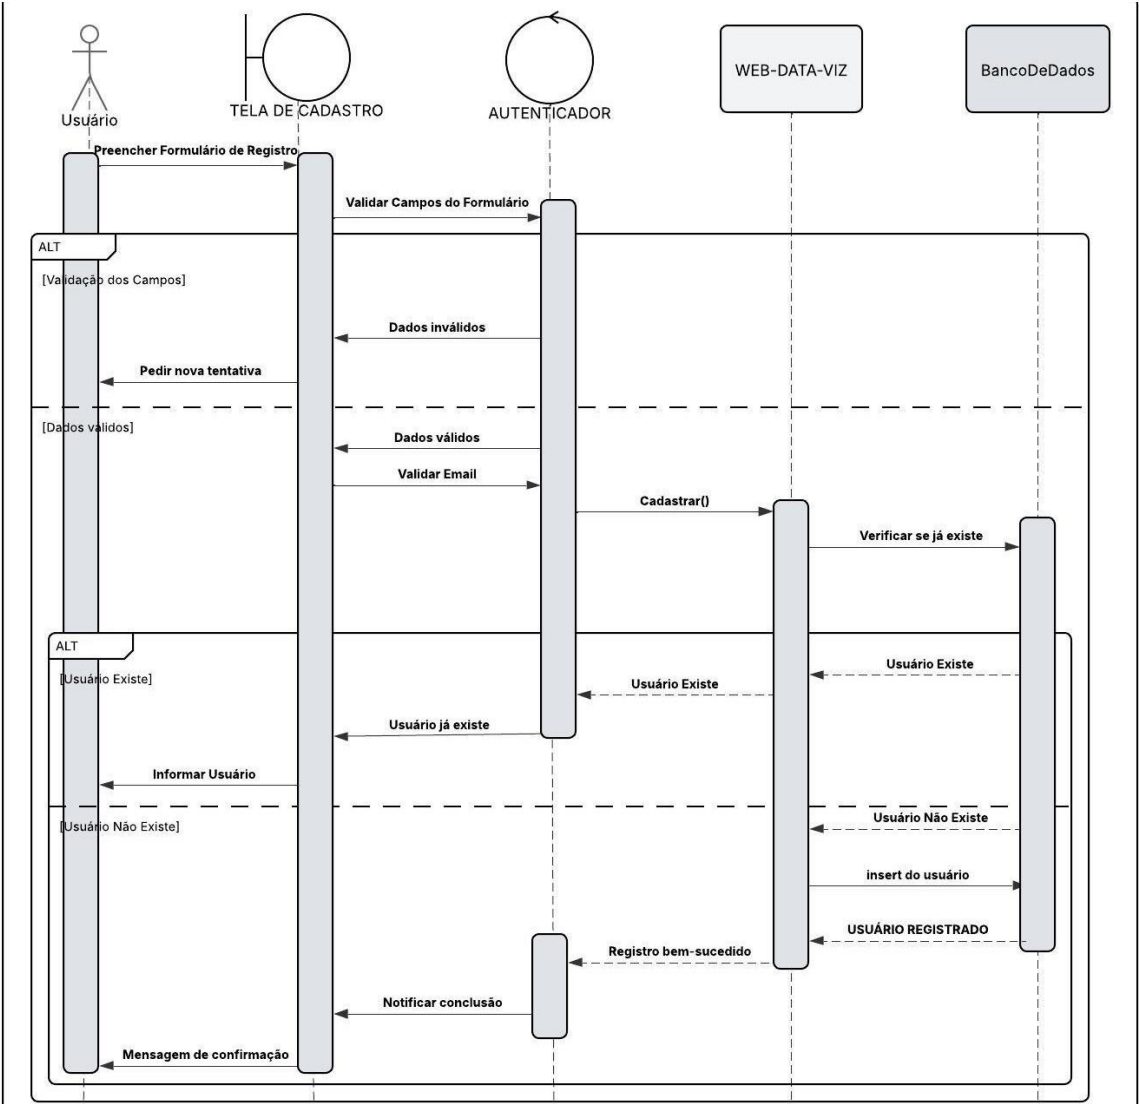 Usuário
TELA DE CADASTRO
AUTENTICADOR
WEB-DATA-VIZ
BancoDeDados
Preencher Formulário de Registro
Validar Campos do Formulário
ALT
[Validação dos Campos]
Dados inválidos
Pedir nova tentativa
[Dados válidos]
Dados válidos
Validar Email
Cadastrar()
Verificar se já existe
ALT
[Usuário Existe]
Usuário Existe
Usuário Existe
Usuário já existe
Informar Usuário
[Usuário Não Existe]
Usuário Não Existe
insert do usuário
USUÁRIO REGISTRADO
Registro bem-sucedido
Notificar conclusão
Mensagem de confirmação